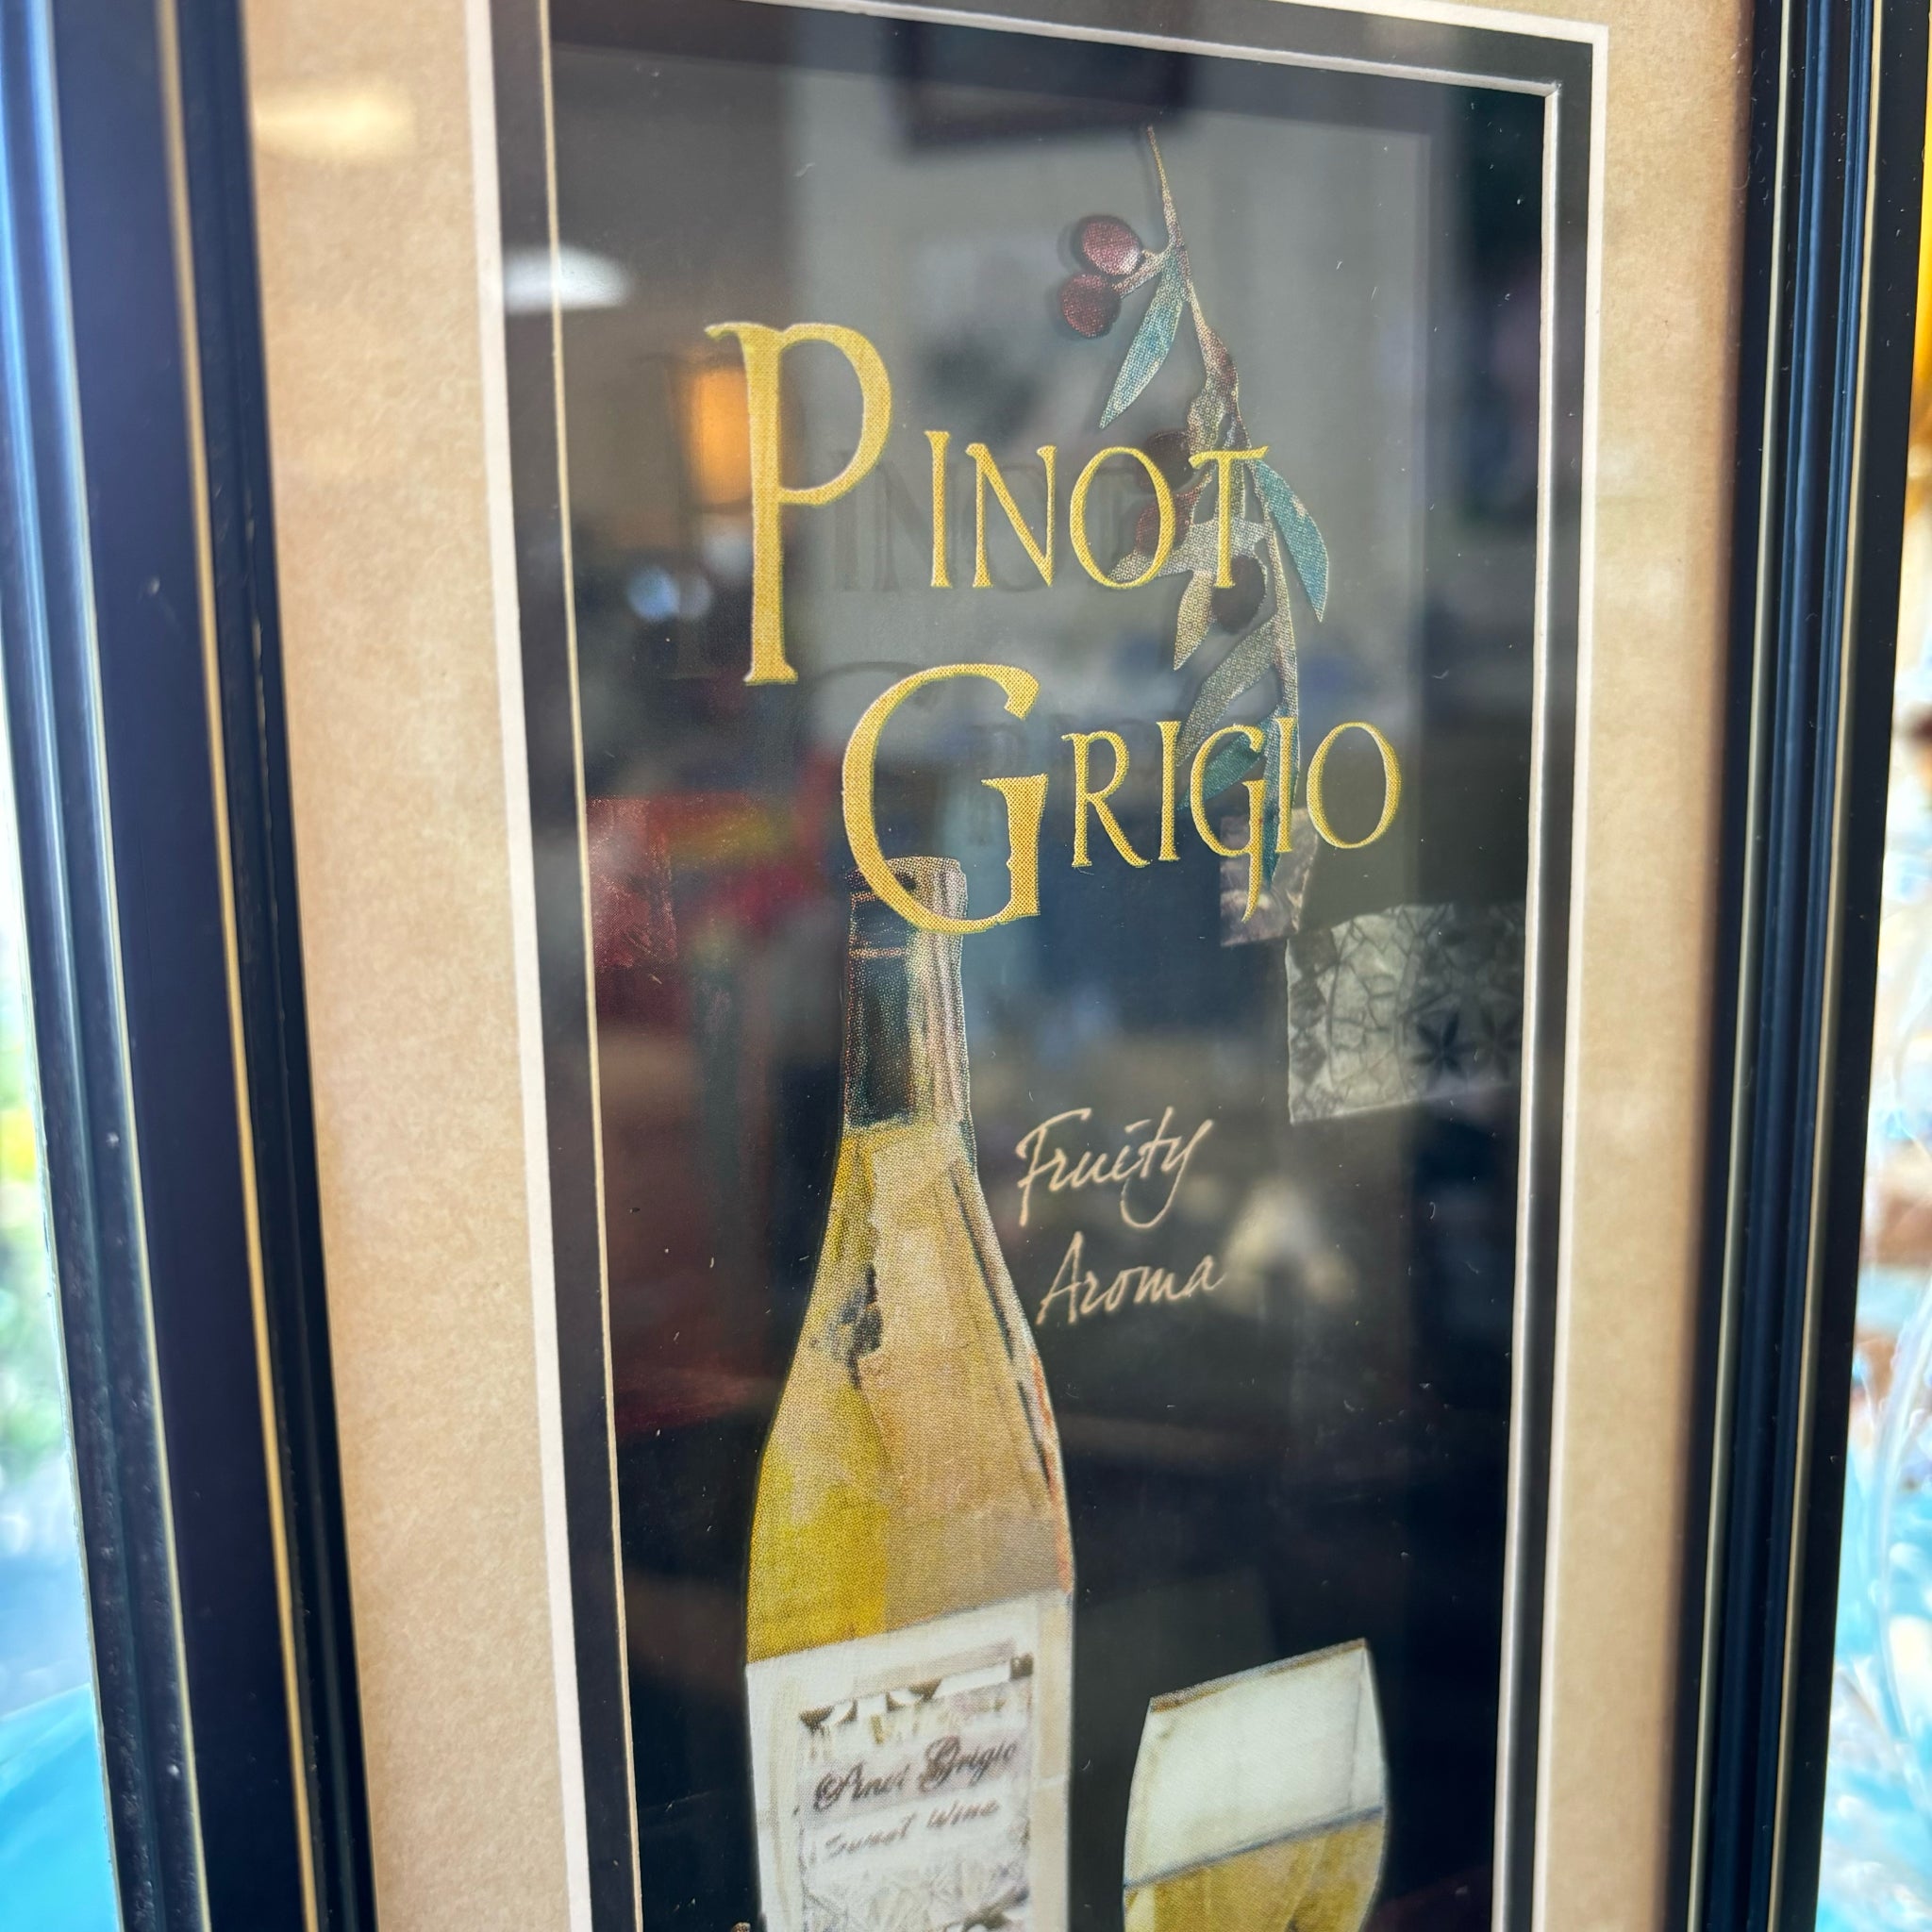 PINOT
GRIGIO
Fruity
Aroma
Pinot Grigio
Sweet Wine